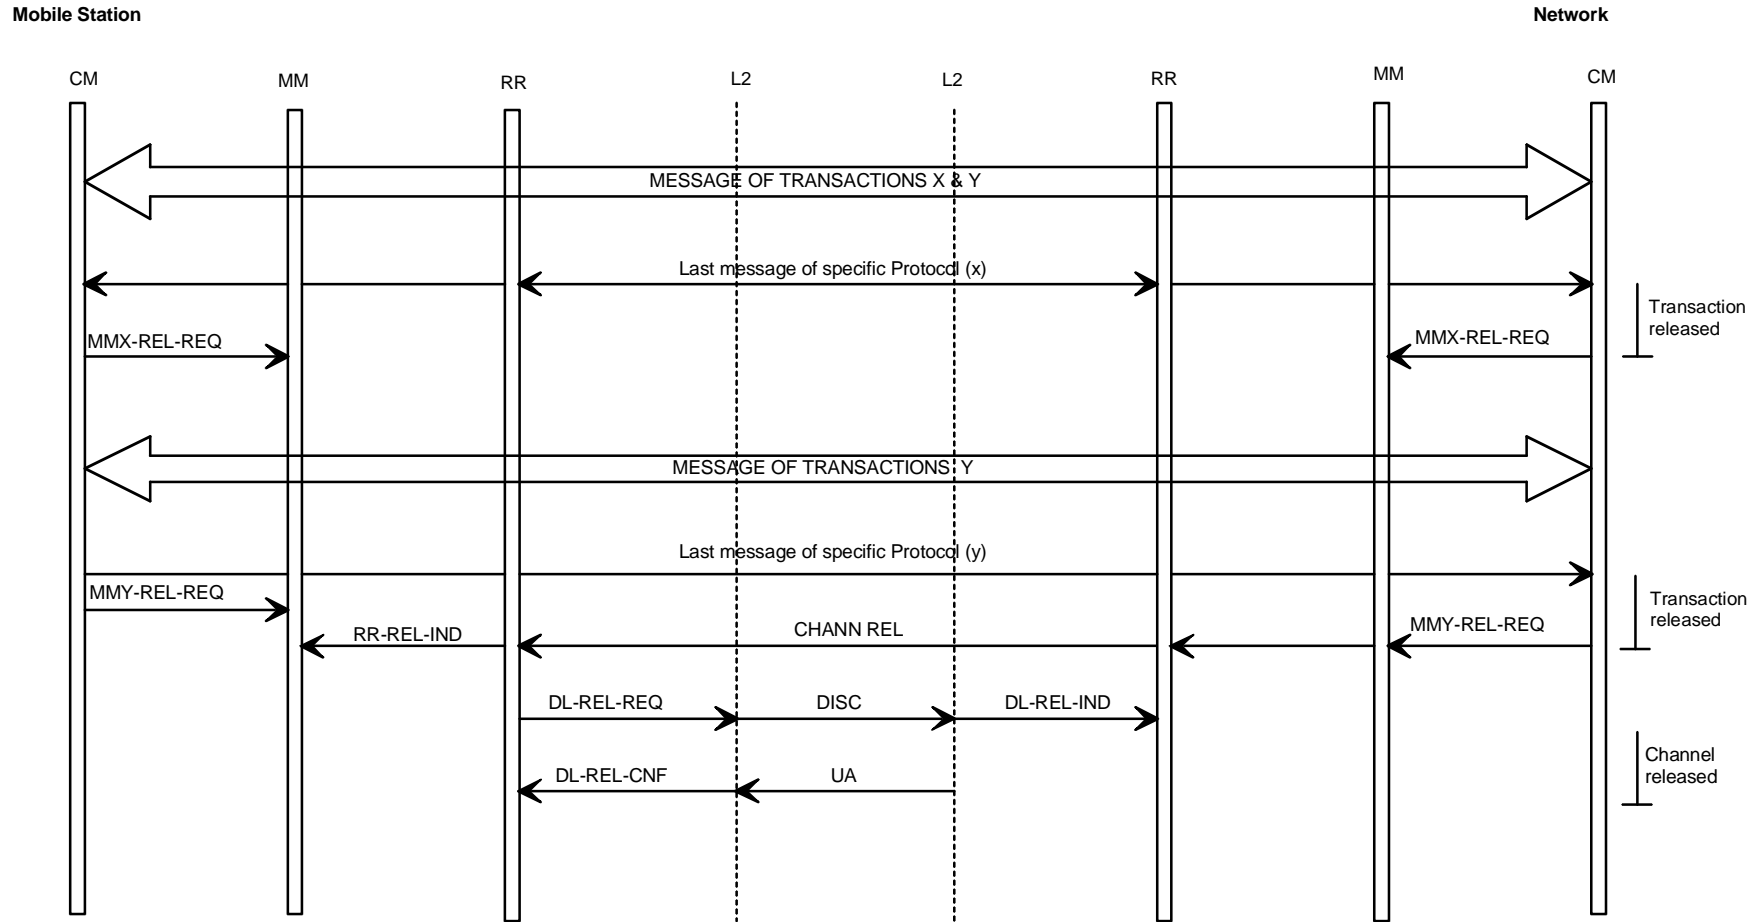 Mobile Station
Network
CM
MM
RR
L2
L2
RR
MM
CM
MESSAGE OF TRANSACTIONS X & Y
Last message of specific Protocol (x)
Transaction
released
MMX-REL-REQ
MMX-REL-REQ
MESSAGE OF TRANSACTIONS Y
Last message of specific Protocol (y)
MMY-REL-REQ
Transaction
released
RR-REL-IND
CHANN REL
MMY-REL-REQ
DL-REL-REQ
DISC
DL-REL-IND
Channel
released
DL-REL-CNF
UA